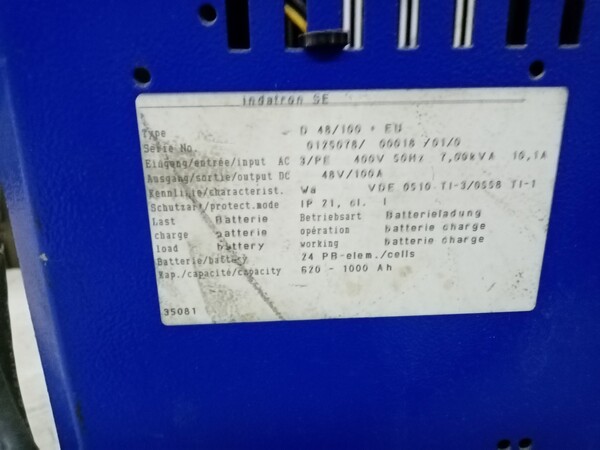 indatron SE
Type D 48/100 * EU
Serie No. 0125078/ 00018 /01/0
Eingang/entrée/input AC 3/PE 400V 50Hz 7,00kVA 10,1A
Ausgang/sortie/output DC 48V/100A
Kennlinie/characterist. Wa VDE 0510 T1-3/0558 T1-1
Schutzart/protect.mode IP 21, cl. I
Last Batterie Betriebsart Batterieladung
charge batterie opération batterie charge
load battery working batterie charge
Batterie/battery 24 PB-elem./cells
Kap./capacité/capacity 620 - 1000 Ah
35081